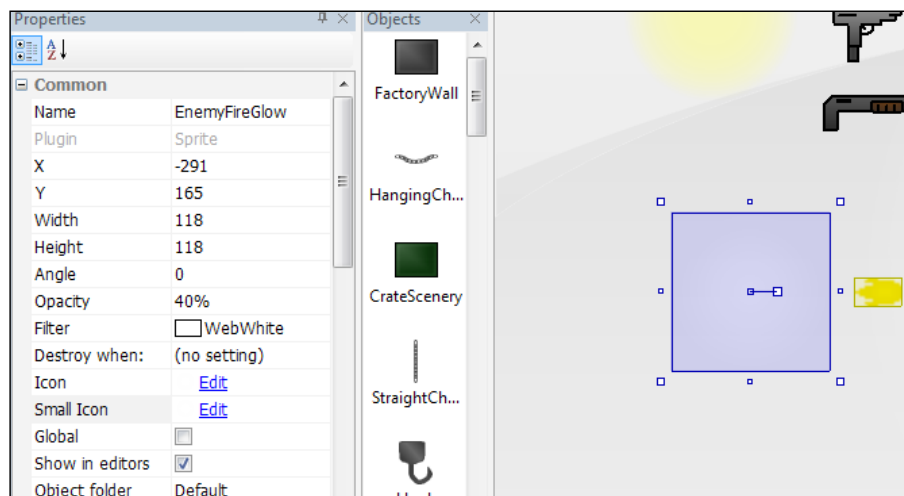 Properties
Objects
Common
Name EnemyFireGlow
Plugin Sprite
X -291
Y 165
Width 118
Height 118
Angle 0
Opacity 40%
Filter WebWhite
Destroy when: (no setting)
Icon Edit
Small Icon Edit
Global
Show in editors
Object folder Default
FactoryWall
HangingCh...
CrateScenery
StraightCh...